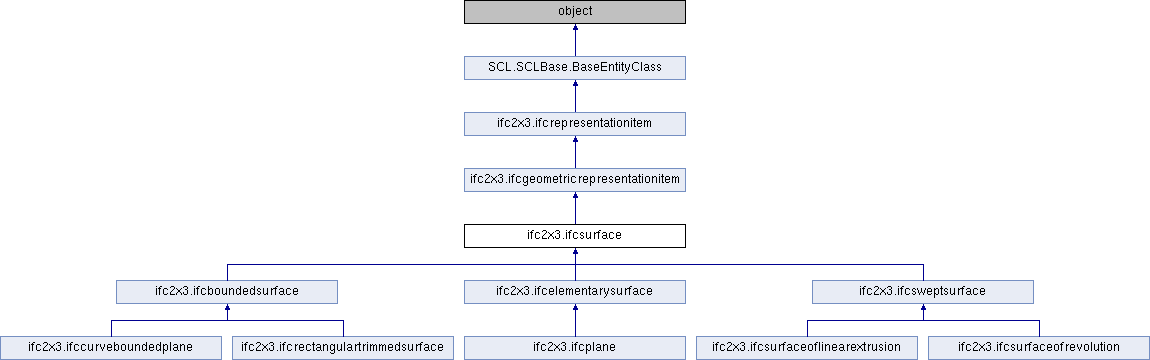 object
SCL.SCLBase.BaseEntityClass
ifc2x3.ifcrepresentationitem
ifc2x3.ifcgeometricrepresentationitem
ifc2x3.ifcsurface
ifc2x3.ifcboundedsurface
ifc2x3.ifcelementarysurface
ifc2x3.ifcsweptsurface
ifc2x3.ifccurveboundedplane
ifc2x3.ifcrectangulartrimmedsurface
ifc2x3.ifcplane
ifc2x3.ifcsurfaceoflinearextrusion
ifc2x3.ifcsurfaceofrevolution